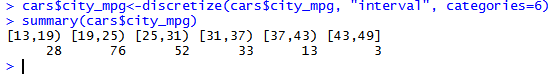 > cars$city_mpg<-discretize(cars$city_mpg, "interval", categories=6)
> summary(cars$city_mpg)
[13,19) [19,25) [25,31) [31,37) [37,43) [43,49]
     28      76      52      33      13       3
>